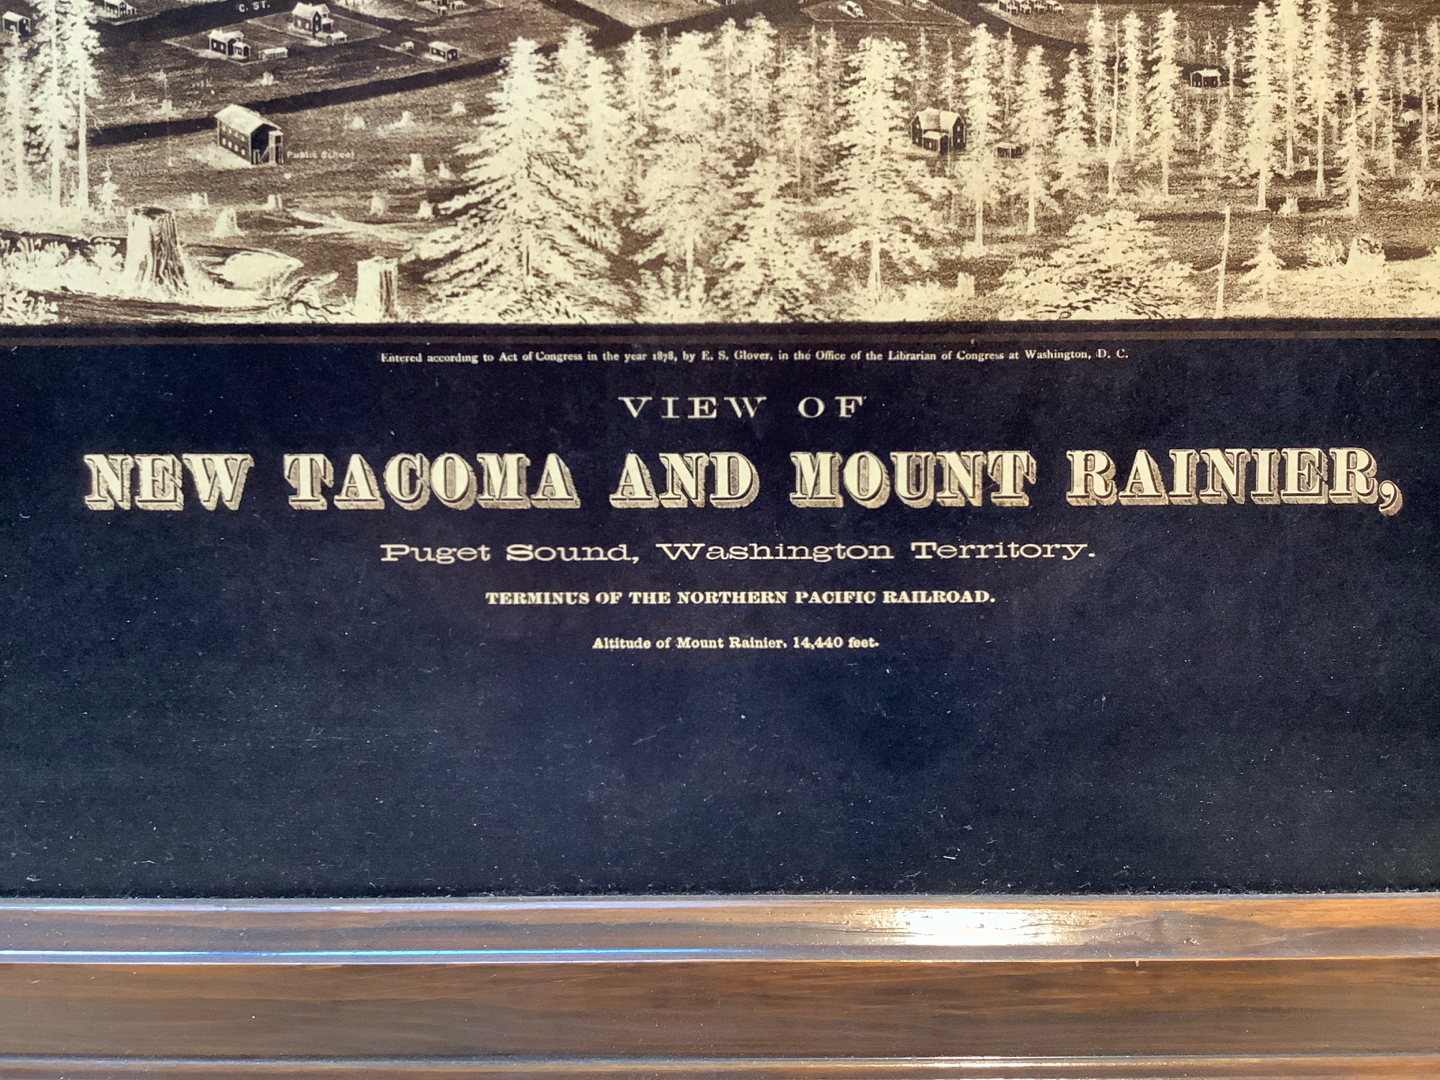 C. ST.
Public School
Entered according to Act of Congress in the year 1878, by E. S. Glover, in the Office of the Librarian of Congress at Washington, D. C.
VIEW OF
NEW TACOMA AND MOUNT RAINIER,
Puget Sound, Washington Territory.
TERMINUS OF THE NORTHERN PACIFIC RAILROAD.
Altitude of Mount Rainier, 14,440 feet.